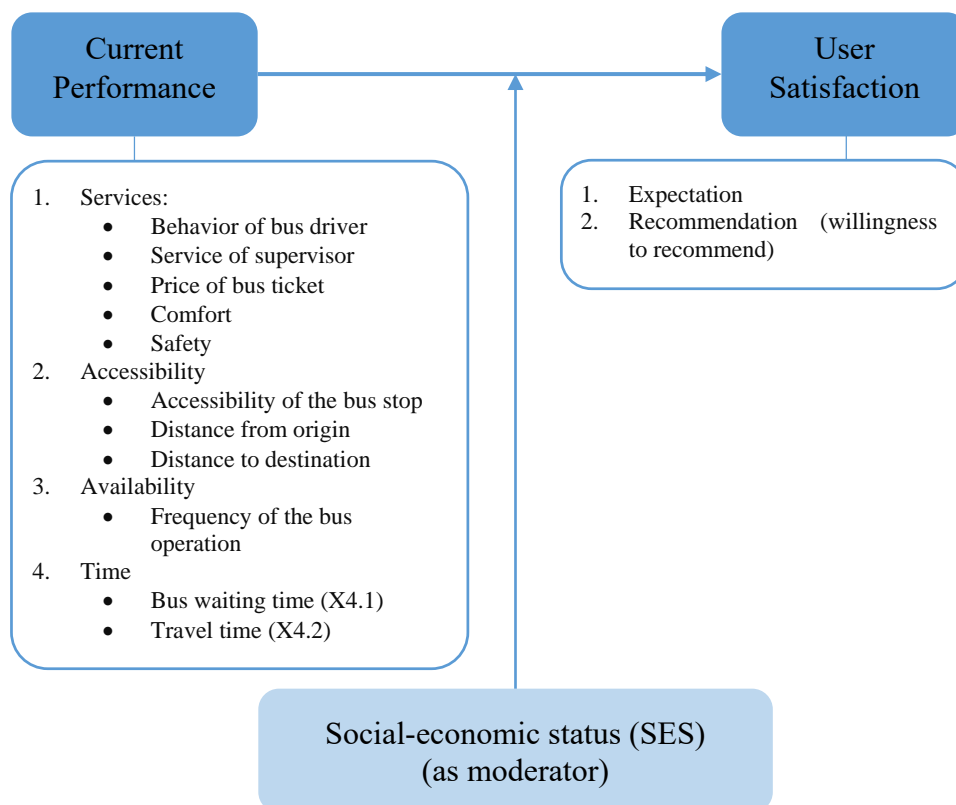 Current
Performance
User
Satisfaction
1. Services:
• Behavior of bus driver
• Service of supervisor
• Price of bus ticket
• Comfort
• Safety
2. Accessibility
• Accessibility of the bus stop
• Distance from origin
• Distance to destination
3. Availability
• Frequency of the bus
operation
4. Time
• Bus waiting time (X4.1)
• Travel time (X4.2)
1. Expectation
2. Recommendation (willingness
to recommend)
Social-economic status (SES)
(as moderator)